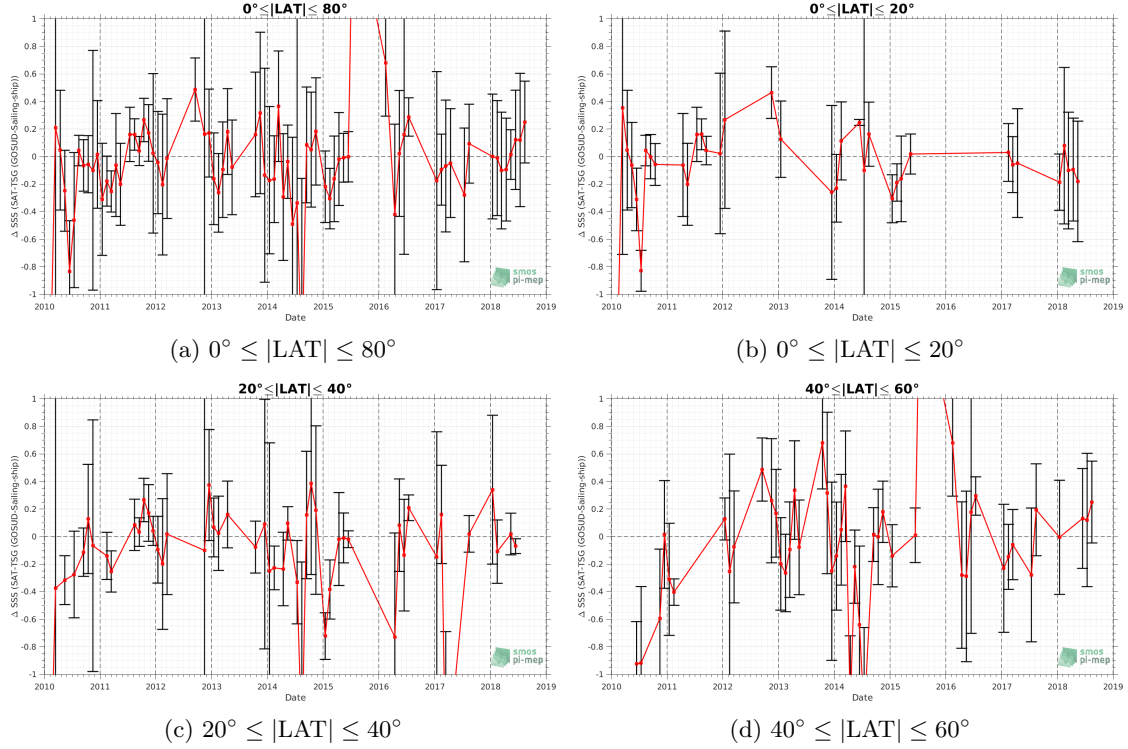 0°≤|LAT|≤ 80°
Δ SSS (SAT-TSG (GOSUD-Sailing-ship))
1
0.8
0.6
0.4
0.2
0
-0.2
-0.4
-0.6
-0.8
-1
2010 2011 2012 2013 2014 2015 2016 2017 2018 2019
Date
smos
pi-mep
(a) 0° ≤ |LAT| ≤ 80°
0°≤|LAT|≤ 20°
Δ SSS (SAT-TSG (GOSUD-Sailing-ship))
1
0.8
0.6
0.4
0.2
0
-0.2
-0.4
-0.6
-0.8
-1
2010 2011 2012 2013 2014 2015 2016 2017 2018 2019
Date
smos
pi-mep
(b) 0° ≤ |LAT| ≤ 20°
20°≤|LAT|≤ 40°
Δ SSS (SAT-TSG (GOSUD-Sailing-ship))
1
0.8
0.6
0.4
0.2
0
-0.2
-0.4
-0.6
-0.8
-1
2010 2011 2012 2013 2014 2015 2016 2017 2018 2019
Date
smos
pi-mep
(c) 20° ≤ |LAT| ≤ 40°
40°≤|LAT|≤ 60°
Δ SSS (SAT-TSG (GOSUD-Sailing-ship))
1
0.8
0.6
0.4
0.2
0
-0.2
-0.4
-0.6
-0.8
-1
2010 2011 2012 2013 2014 2015 2016 2017 2018 2019
Date
smos
pi-mep
(d) 40° ≤ |LAT| ≤ 60°